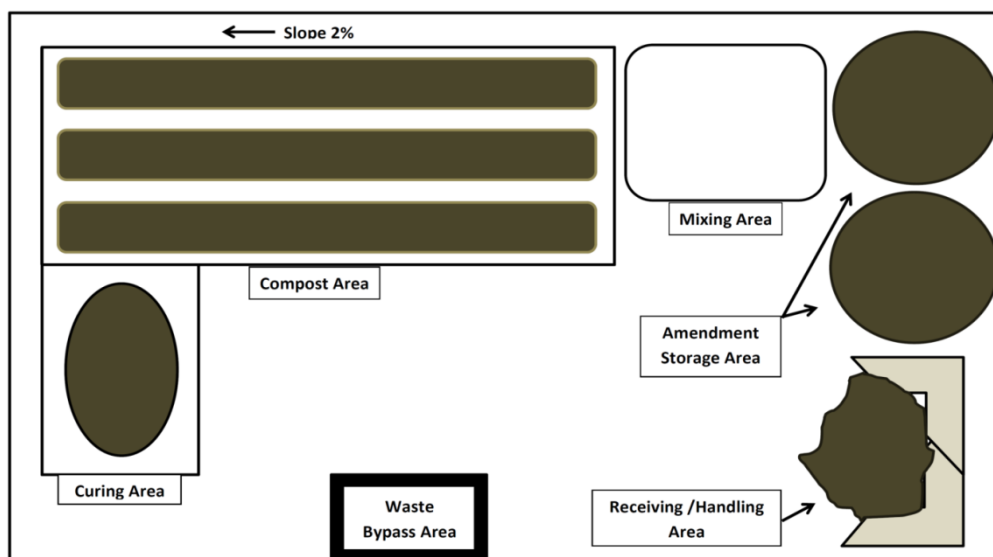 Slope 2%
Mixing Area
Compost Area
Amendment
Storage Area
Curing Area
Waste
Bypass Area
Receiving /Handling
Area